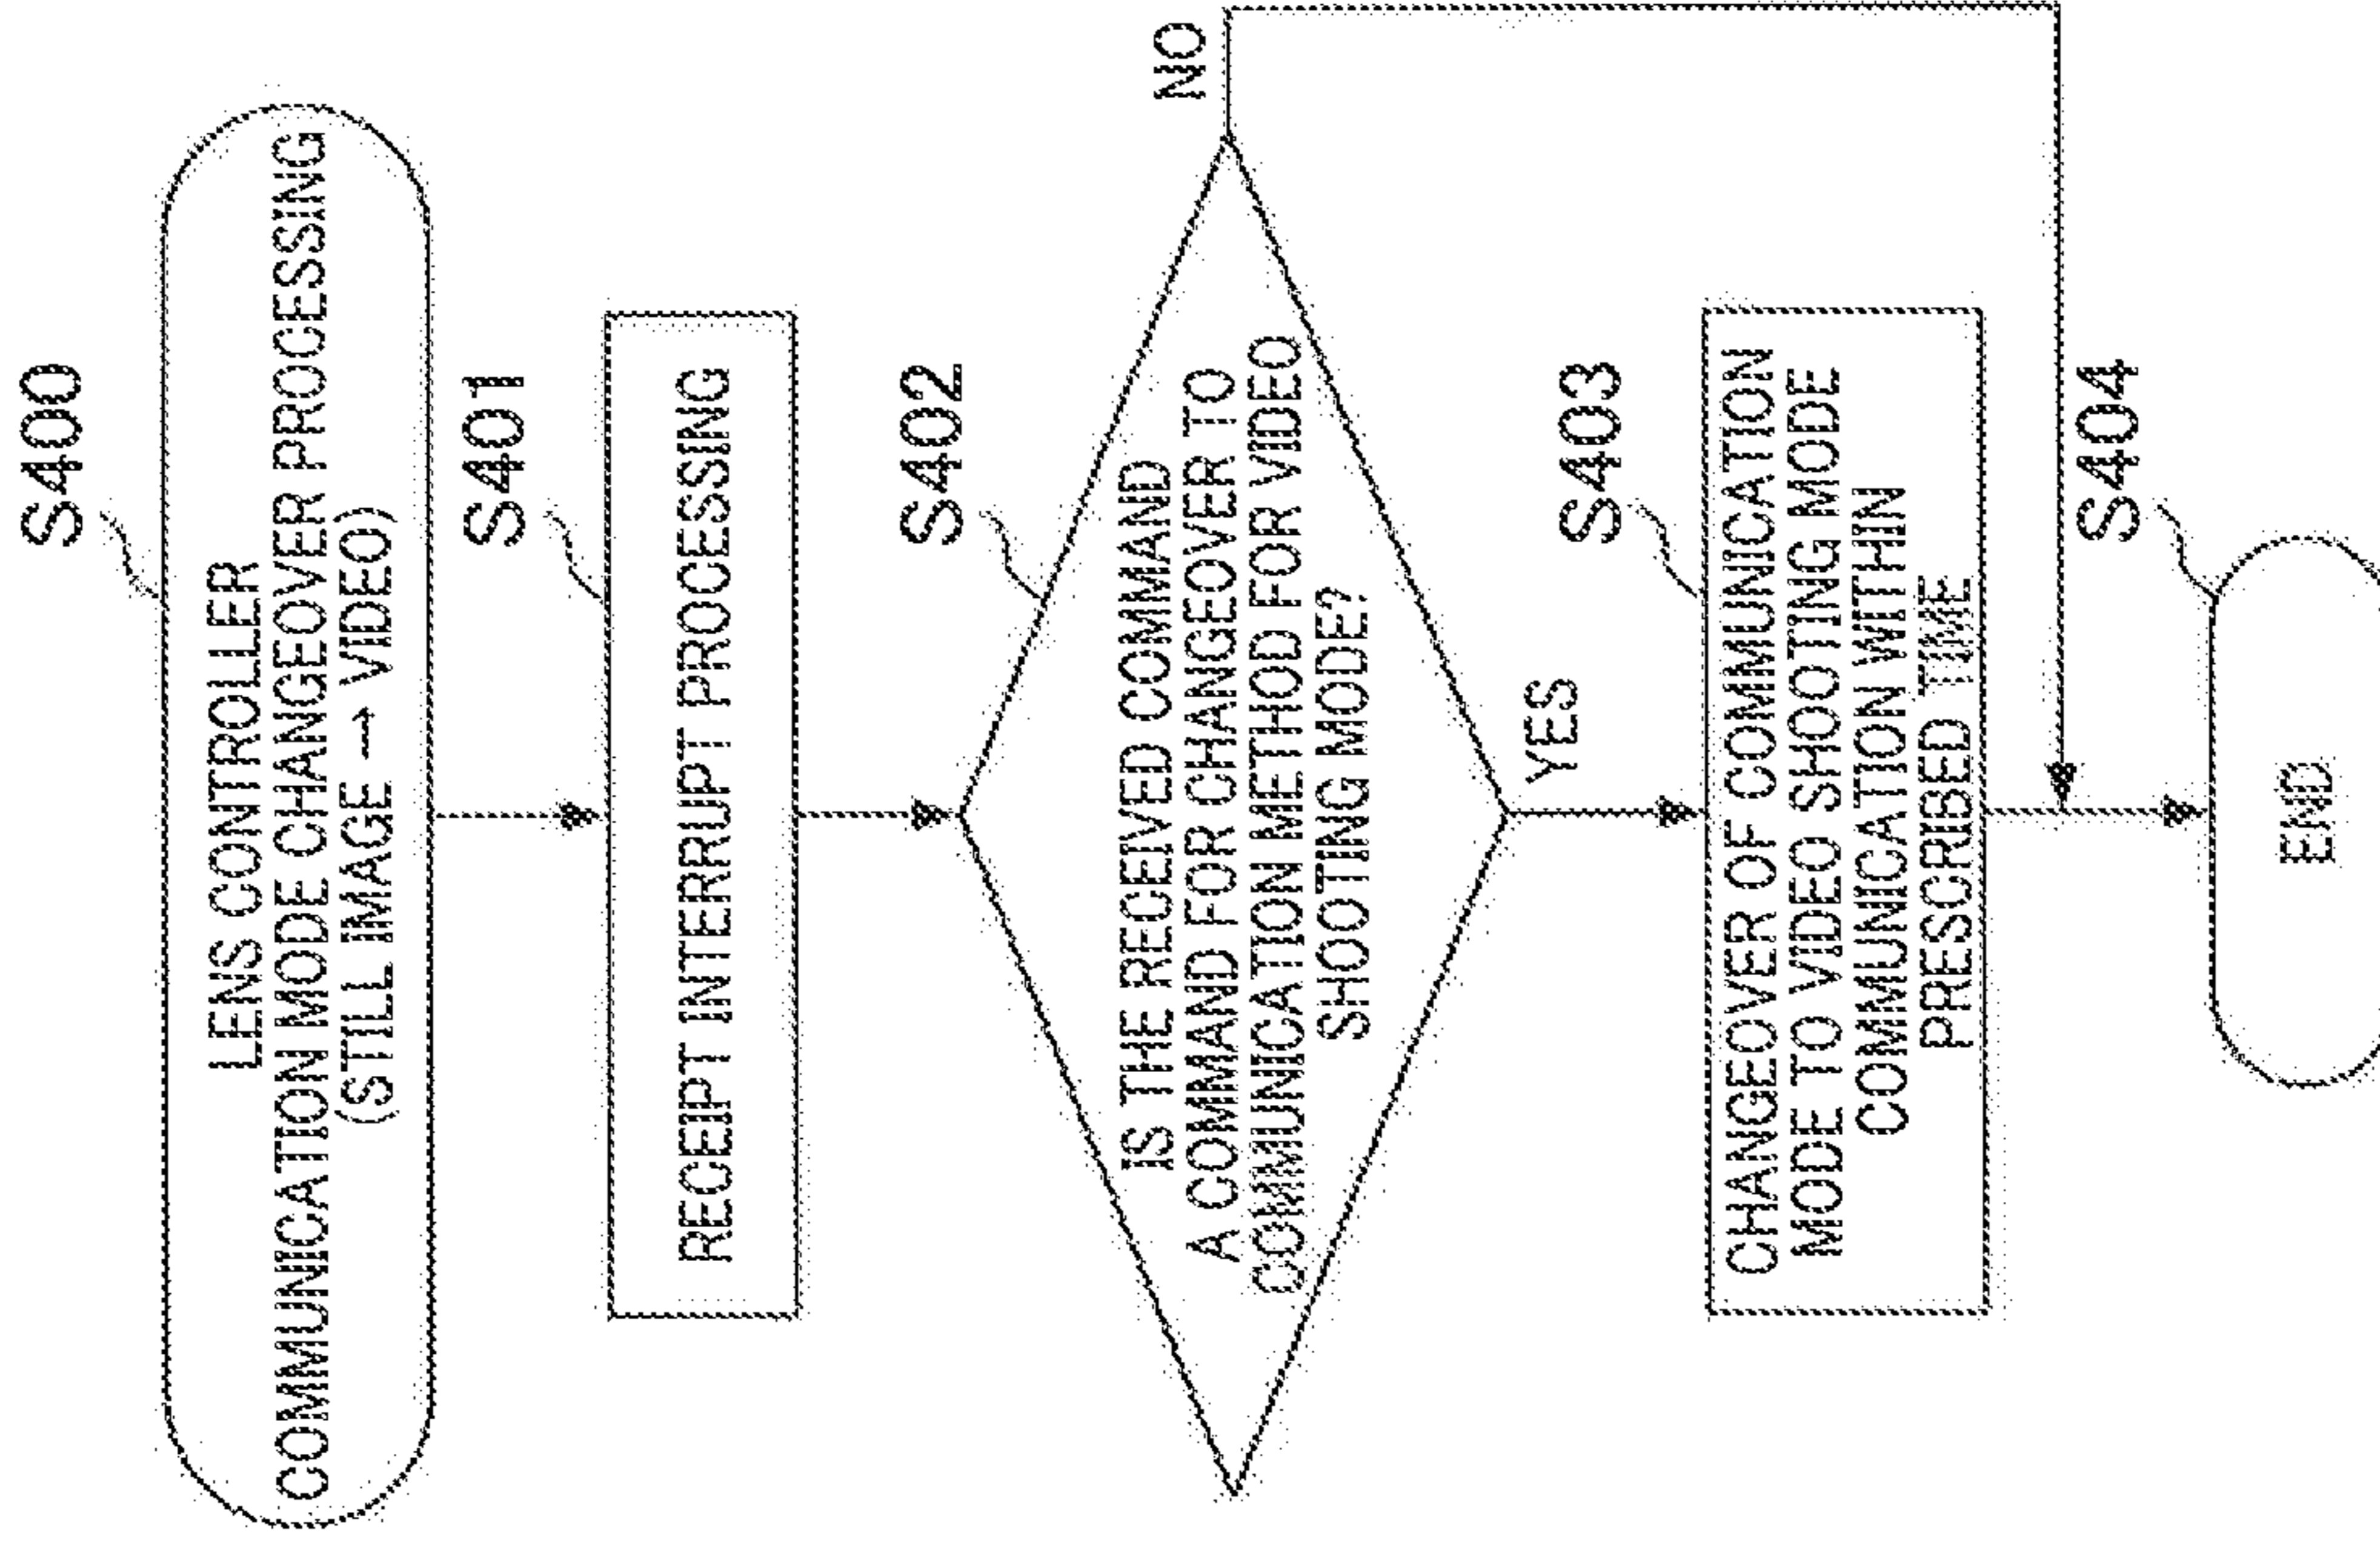 S400
LENS CONTROLLER
COMMUNICATION MODE CHANGEOVER PROCESSING
(STILL IMAGE → VIDEO)
S401
RECEIPT INTERRUPT PROCESSING
S402
IS THE RECEIVED COMMAND
A COMMAND FOR CHANGEOVER TO
COMMUNICATION METHOD FOR VIDEO
SHOOTING MODE?
NO
YES
S403
CHANGEOVER OF COMMUNICATION
MODE TO VIDEO SHOOTING MODE
COMMUNICATION WITHIN
PRESCRIBED TIME
S404
END